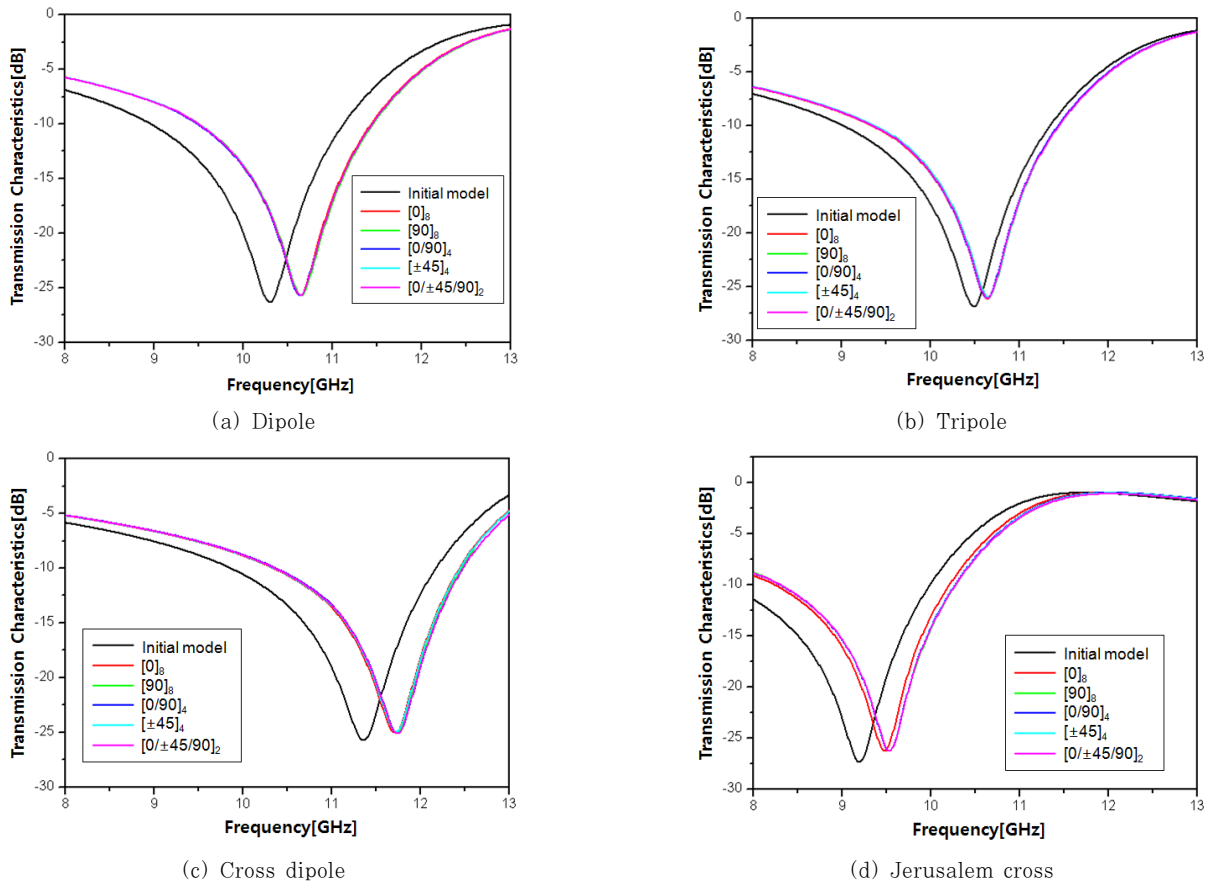 Transmission Characteristics[dB]
0
-5
-10
-15
-20
-25
-30
Initial model
[0]8
[90]8
[0/90]4
[±45]4
[0/±45/90]2
8 9 10 11 12 13
Frequency[GHz]
(a) Dipole
Transmission Characteristics[dB]
0
-5
-10
-15
-20
-25
-30
Initial model
[0]8
[90]8
[0/90]4
[±45]4
[0/±45/90]2
8 9 10 11 12 13
Frequency[GHz]
(b) Tripole
Transmission Characteristics[dB]
0
-5
-10
-15
-20
-25
-30
Initial model
[0]8
[90]8
[0/90]4
[±45]4
[0/±45/90]2
8 9 10 11 12 13
Frequency[GHz]
(c) Cross dipole
Transmission Characteristics[dB]
0
-5
-10
-15
-20
-25
-30
Initial model
[0]8
[90]8
[0/90]4
[±45]4
[0/±45/90]2
8 9 10 11 12 13
Frequency[GHz]
(d) Jerusalem cross